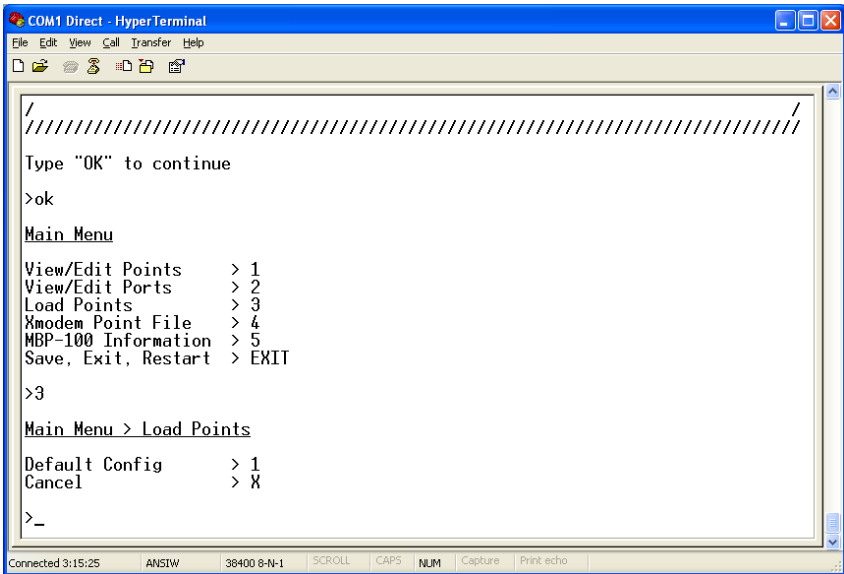 COM1 Direct - HyperTerminal
File Edit View Call Transfer Help
/ /
///////////////////////////////////////////////////////////////////////////////
Type "OK" to continue
>ok
Main Menu
View/Edit Points > 1
View/Edit Ports > 2
Load Points > 3
Xmodem Point File > 4
MBP-100 Information > 5
Save, Exit, Restart > EXIT
>3
Main Menu > Load Points
Default Config > 1
Cancel > X
>_
Connected 3:15:25 ANSIW 38400 8-N-1 SCROLL CAPS NUM Capture Print echo